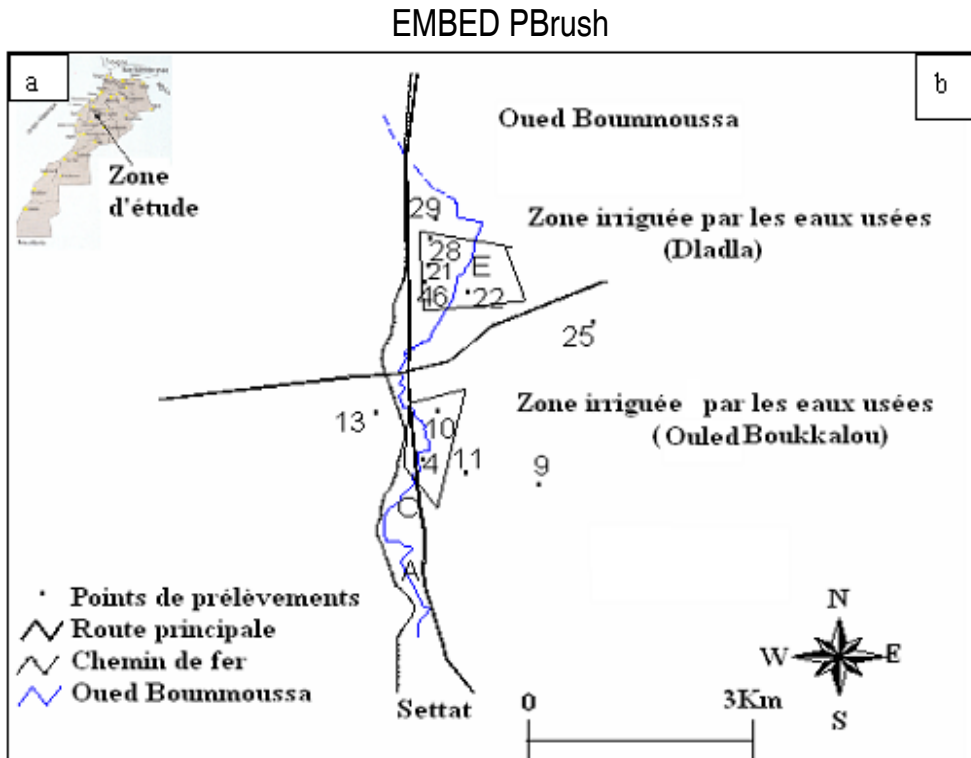 EMBED PBrush
a
b
Oued Boummoussa
Zone
d'étude
29
Zone irriguée par les eaux usées
(Dladla)
28
E
21
46
22
25
13
10
Zone irriguée par les eaux usées
(Ouled Boukkalou)
4
11
9
C
A
Points de prélèvements
Route principale
Chemin de fer
Oued Boummoussa
Settat
0
3Km
N
W
E
S